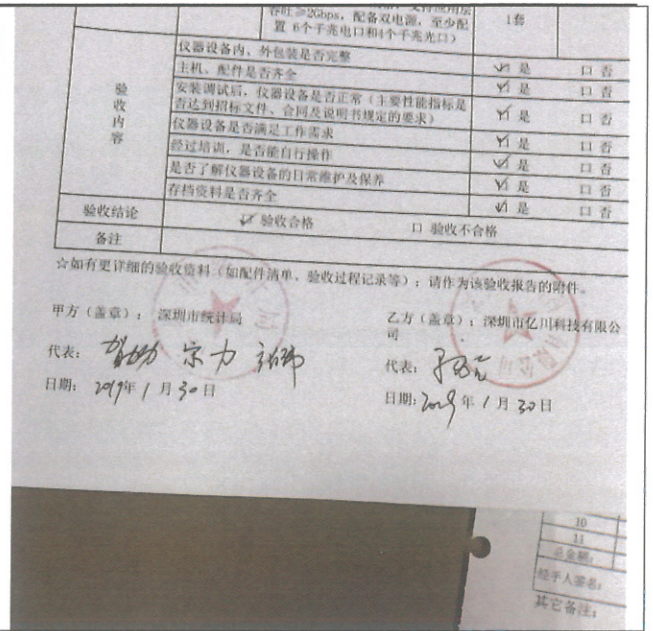 吞吐≥2Gbps，配备双电源，至少配
置 6个千兆电口和4个千兆光口）
1套
验收内容
仪器设备内、外包装是否完整
☑ 是 口 否
主机、配件是否齐全
☑ 是 口 否
安装调试后，仪器设备是否正常（主要性能指标是
否达到招标文件、合同及说明书规定的要求）
☑ 是 口 否
仪器设备是否满足工作需求
☑ 是 口 否
经过培训，是否能自行操作
☑ 是 口 否
是否了解仪器设备的日常维护及保养
☑ 是 口 否
存档资料是否齐全
☑ 是 口 否
验收结论
☑ 验收合格 口 验收不合格
备注
☆如有更详细的验收资料（如配件清单、验收过程记录等）；请作为该验收报告的附件。
甲方（盖章）：深圳市统计局
代表：
日期：2019年 1 月 30 日
乙方（盖章）：深圳市亿川科技有限公
司
代表：
日期：2019 年 1 月 30 日
10
11
总金额：
经手人签名：
其它备注：